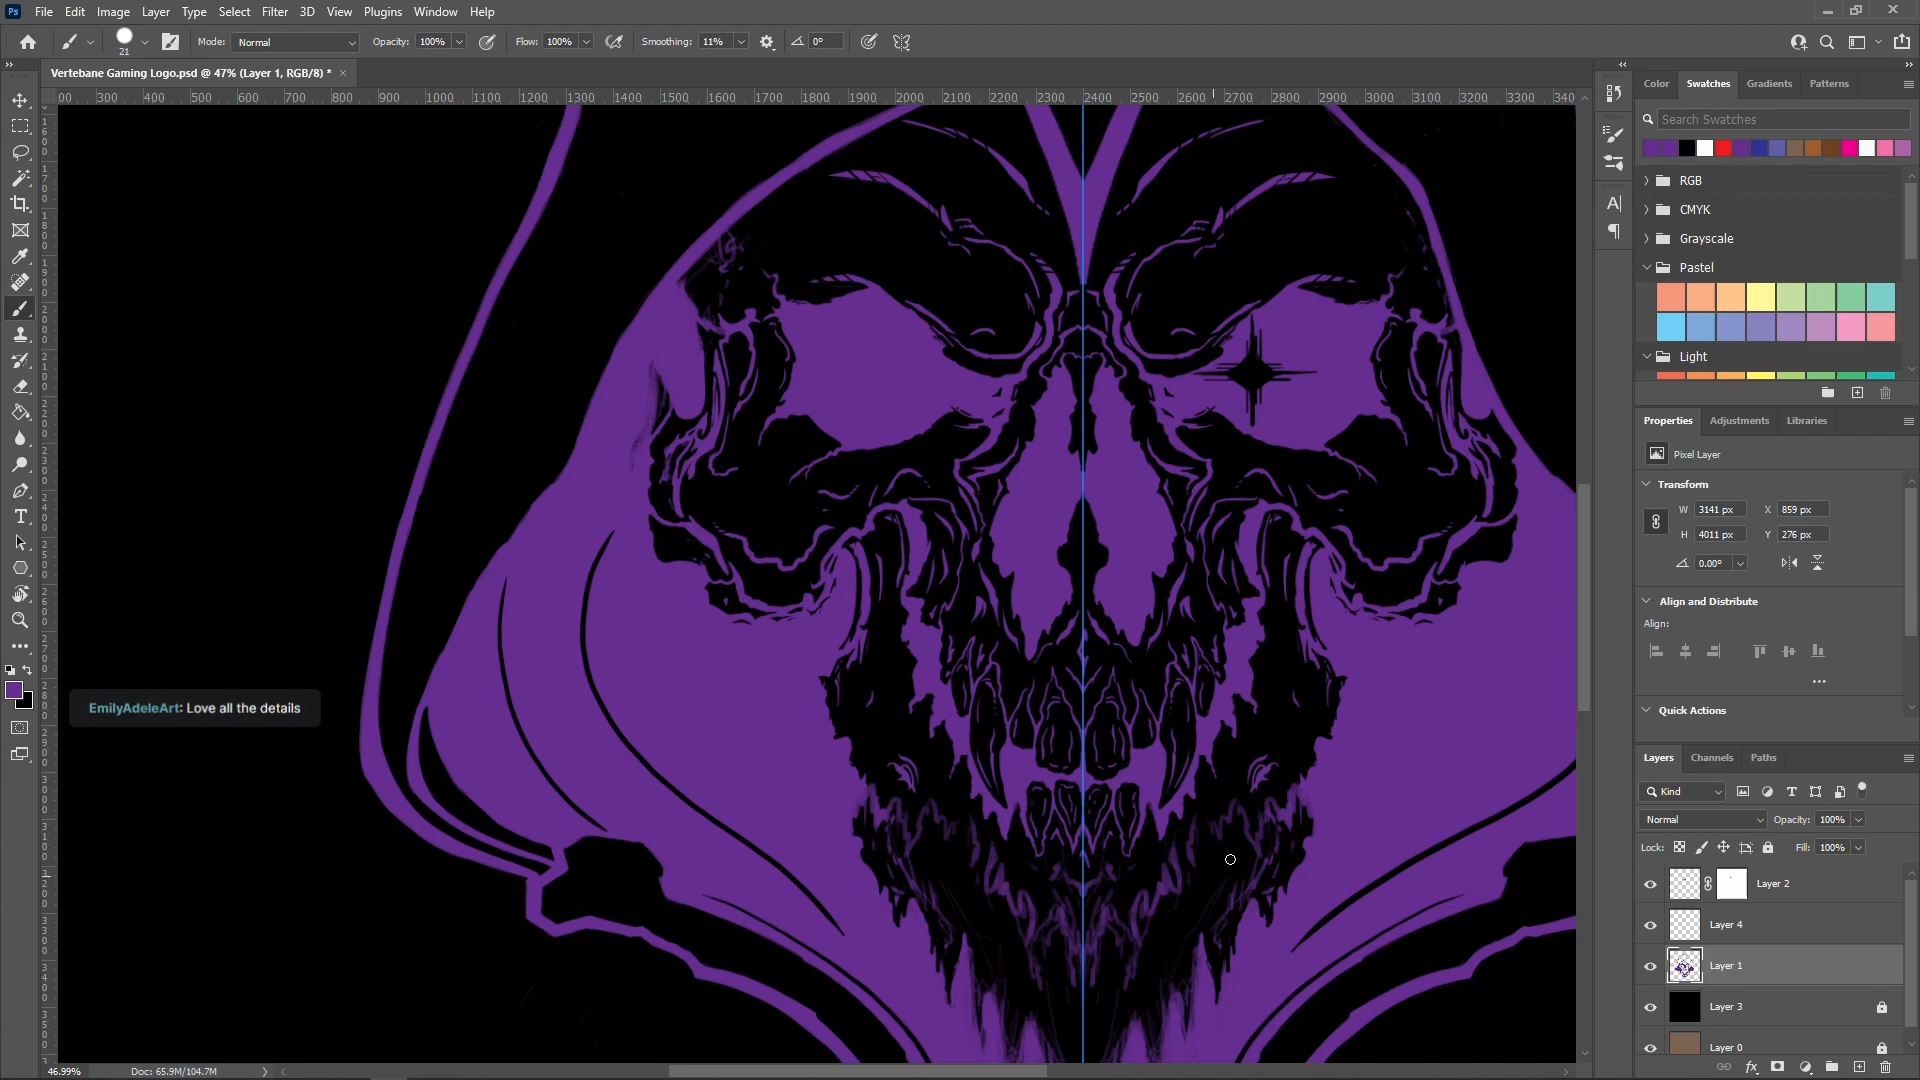 Ps File Edit Image Layer Type Select Filter 3D View Plugins Window Help
21 Mode: Normal Opacity: 100% Flow: 100% Smoothing: 11% 0°
Vertebane Gaming Logo.psd @ 47% (Layer 1, RGB/8) * ×
00 300 400 500 600 700 800 900 1000 1100 1200 1300 1400 1500 1600 1700 1800 1900 2000 2100 2200 2300 2400 2500 2600 2700 2800 2900 3000 3100 3200 3300 340
Color Swatches Gradients Patterns
Search Swatches
RGB
CMYK
Grayscale
Pastel
Light
Properties Adjustments Libraries
Pixel Layer
Transform
W 3141 px X 859 px
H 4011 px Y 276 px
0.00°
Align and Distribute
Align:
EmilyAdeleArt: Love all the details
Quick Actions
Layers Channels Paths
Kind
Normal Opacity: 100%
Lock: Fill: 100%
Layer 2
Layer 4
Layer 1
Layer 3
Layer 0
46.99% Doc: 65.9M/104.7M